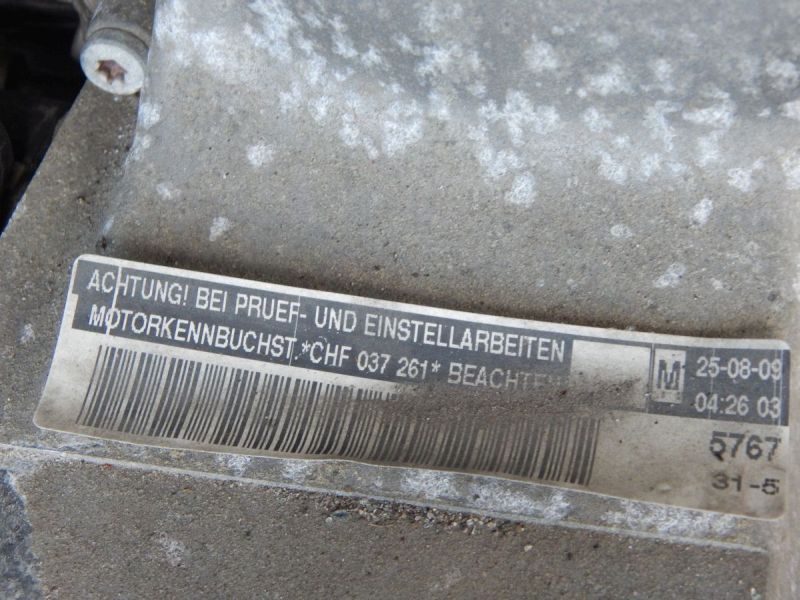 ACHTUNG! BEI PRUEF- UND EINSTELLARBEITEN
MOTORKENNBUCHST.*CHF 037 261* BEACHTEN
M
25-08-09
04:26 03
5767
31-5